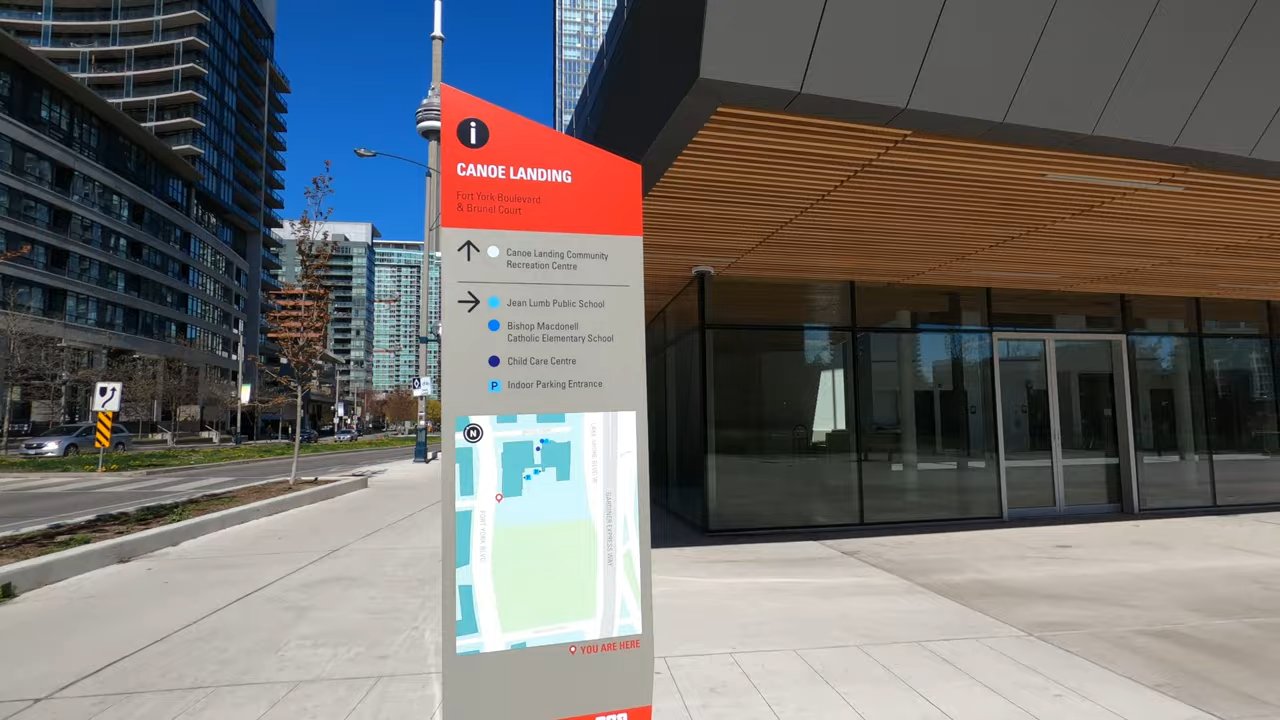 i
CANOE LANDING
Fort York Boulevard
& Brunel Court
Canoe Landing Community
Recreation Centre
Jean Lumb Public School
Bishop Macdonell
Catholic Elementary School
Child Care Centre
P Indoor Parking Entrance
N
FORT YORK BLVD
GARDINER EXPRESS WAY
YOU ARE HERE